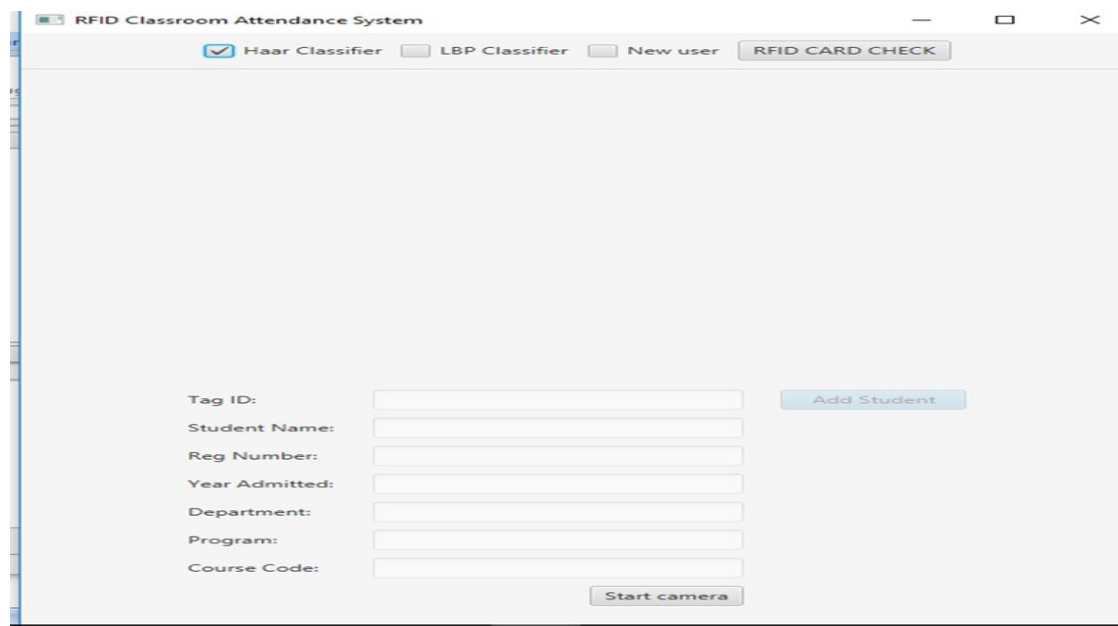 RFID Classroom Attendance System
Haar Classifier LBP Classifier New user RFID CARD CHECK
Tag ID: Add Student
Student Name:
Reg Number:
Year Admitted:
Department:
Program:
Course Code:
Start camera